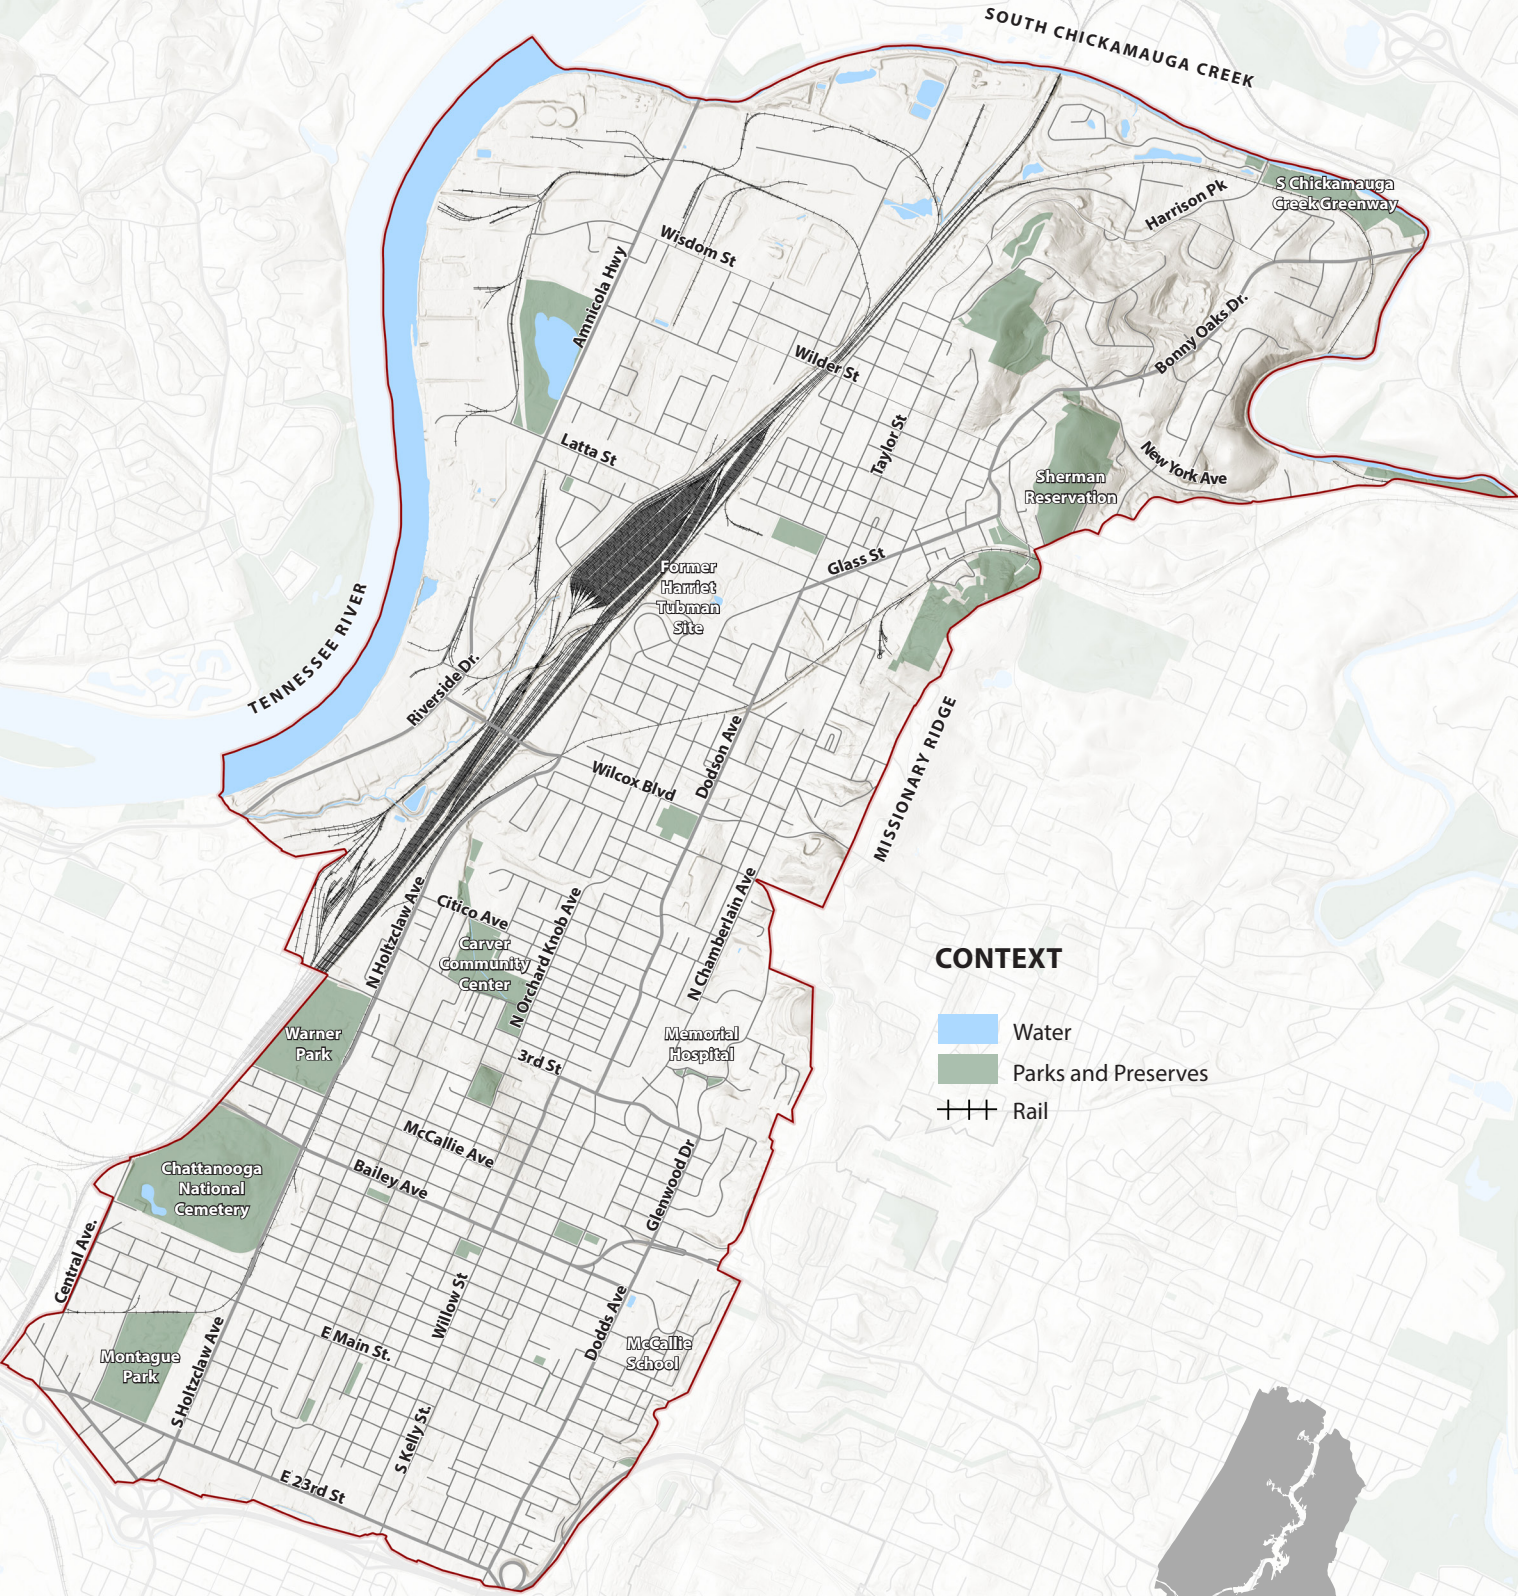 SOUTH CHICKAMAUGA CREEK
S Chickamauga
Creek Greenway
Harrison Pk
Wisdom St
Amnicola Hwy
Bonny Oaks Dr.
Wilder St
Taylor St
Latta St
New York Ave
Sherman
Reservation
Glass St
Former
Harriet
Tubman
Site
TENNESSEE RIVER
Riverside Dr.
MISSIONARY RIDGE
Dodson Ave
Wilcox Blvd
N Holtzclaw Ave
Citico Ave
N Orchard Knob Ave
N Chamberlain Ave
Carver
Community
Center
CONTEXT
Water
Parks and Preserves
Rail
Warner
Park
Memorial
Hospital
3rd St
McCallie Ave
Bailey Ave
Glenwood Dr
Chattanooga
National
Cemetery
Central Ave.
Willow St
Dodds Ave
E Main St.
McCallie
School
Montague
Park
S Holtzclaw Ave
S Kelly St.
E 23rd St